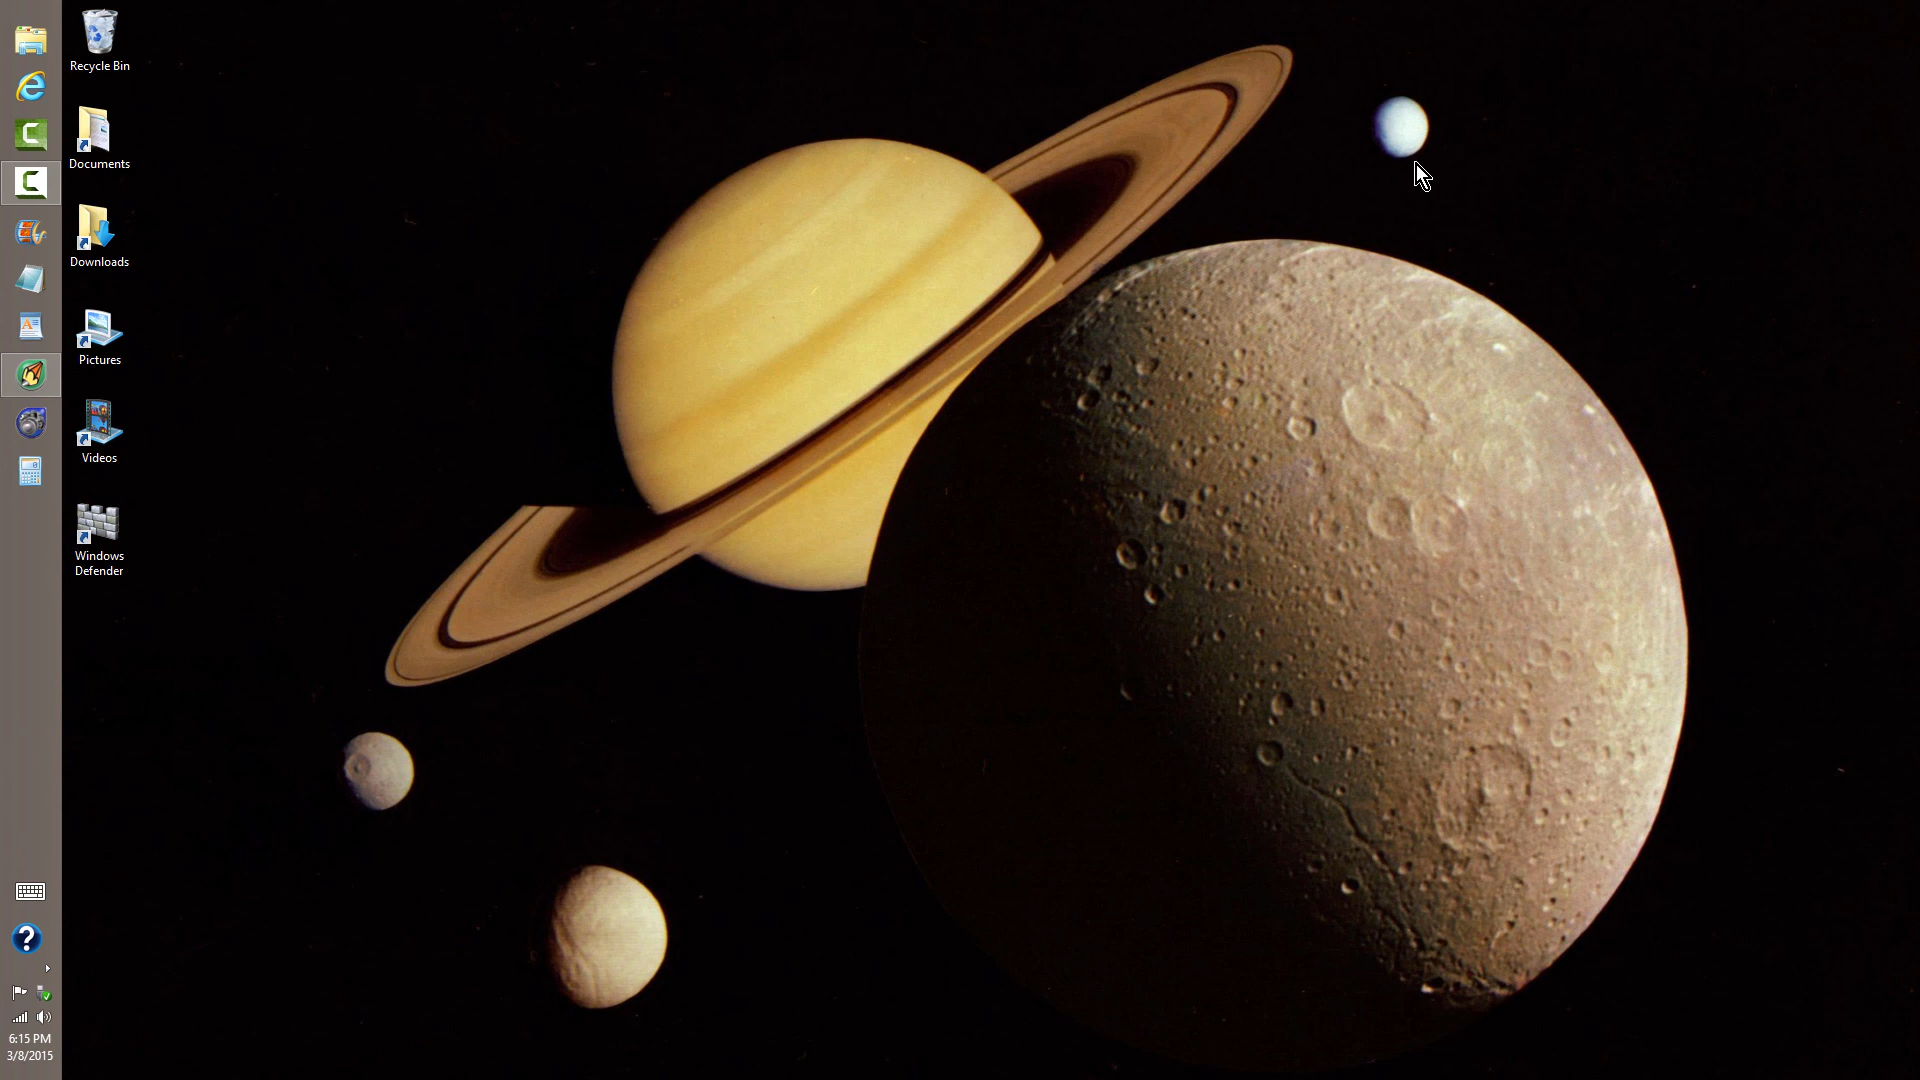 Recycle Bin
Documents
Downloads
Pictures
Videos
Windows
Defender
6:15 PM
3/8/2015